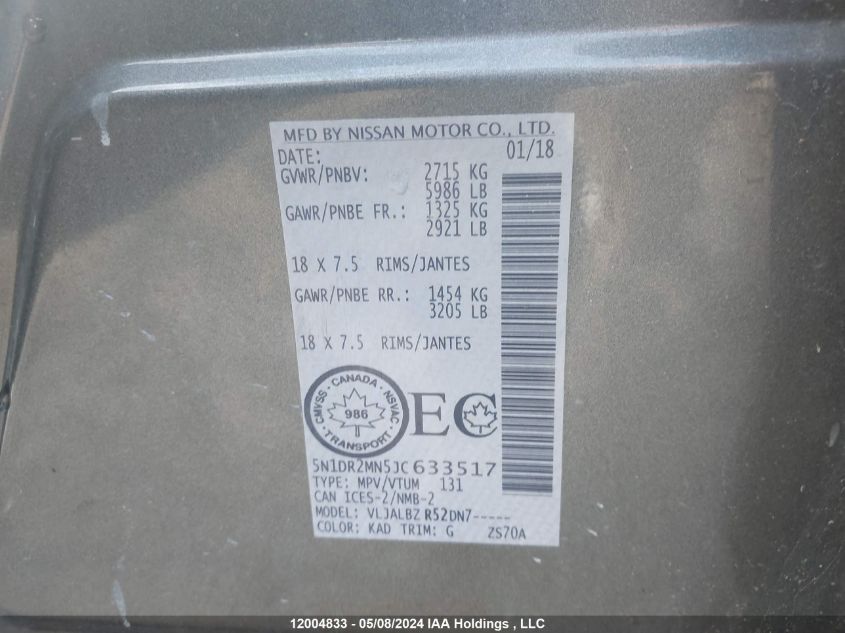 MFD BY NISSAN MOTOR CO., LTD.
DATE: 01/18
GVWR/PNBV: 2715 KG
5986 LB
GAWR/PNBE FR.: 1325 KG
2921 LB
18 X 7.5 RIMS/JANTES
GAWR/PNBE RR.: 1454 KG
3205 LB
18 X 7.5 RIMS/JANTES
CMVSS · CANADA · NSVAC
986
· TRANSPORT ·
EC
5N1DR2MN5JC633517
TYPE: MPV/VTUM 131
CAN ICES-2/NMB-2
MODEL: VLJALBZ R52DN7-----
COLOR: KAD TRIM: G ZS70A
12004833 - 05/08/2024 IAA Holdings , LLC